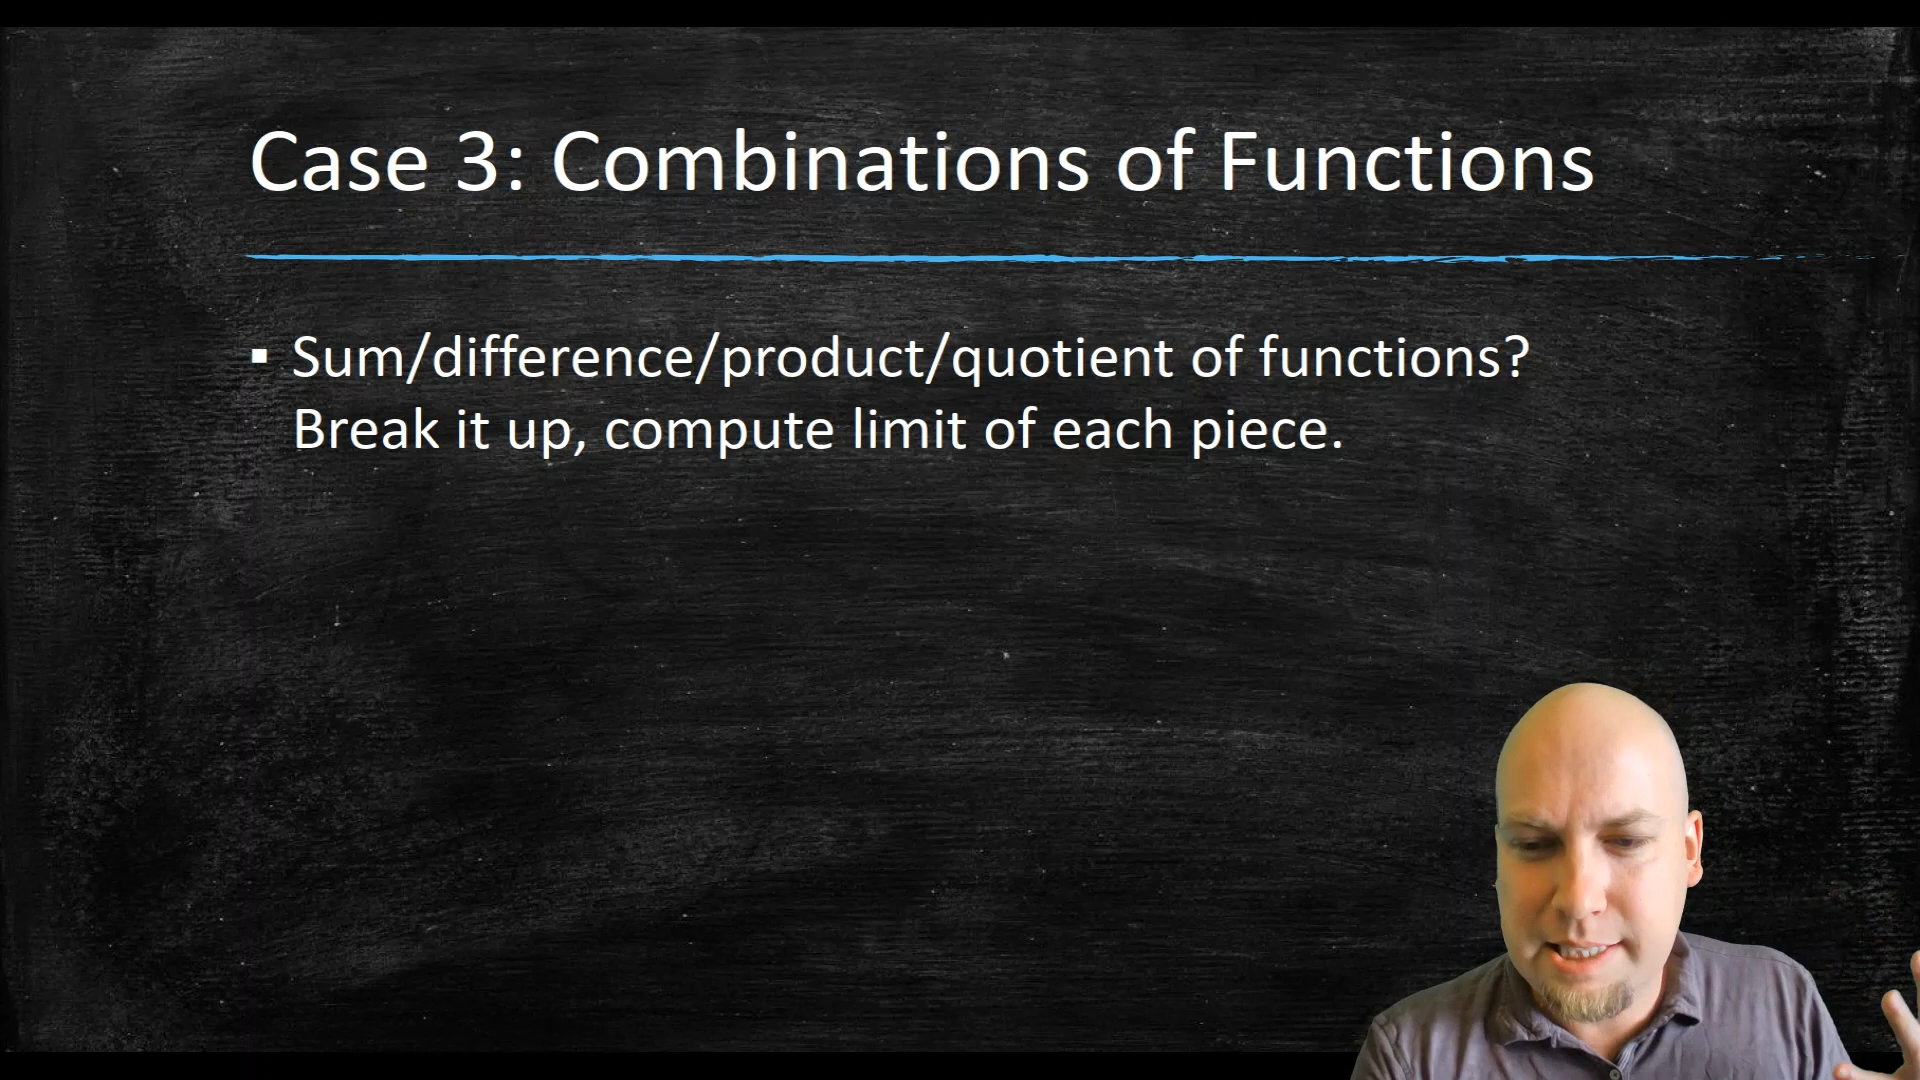 Case 3: Combinations of Functions
▪ Sum/difference/product/quotient of functions?
Break it up, compute limit of each piece.